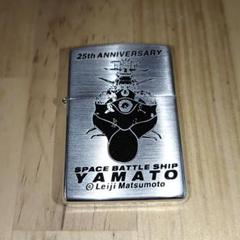 25th ANNIVERSARY
SPACE BATTLE SHIP
YAMATO
© Leiji Matsumoto